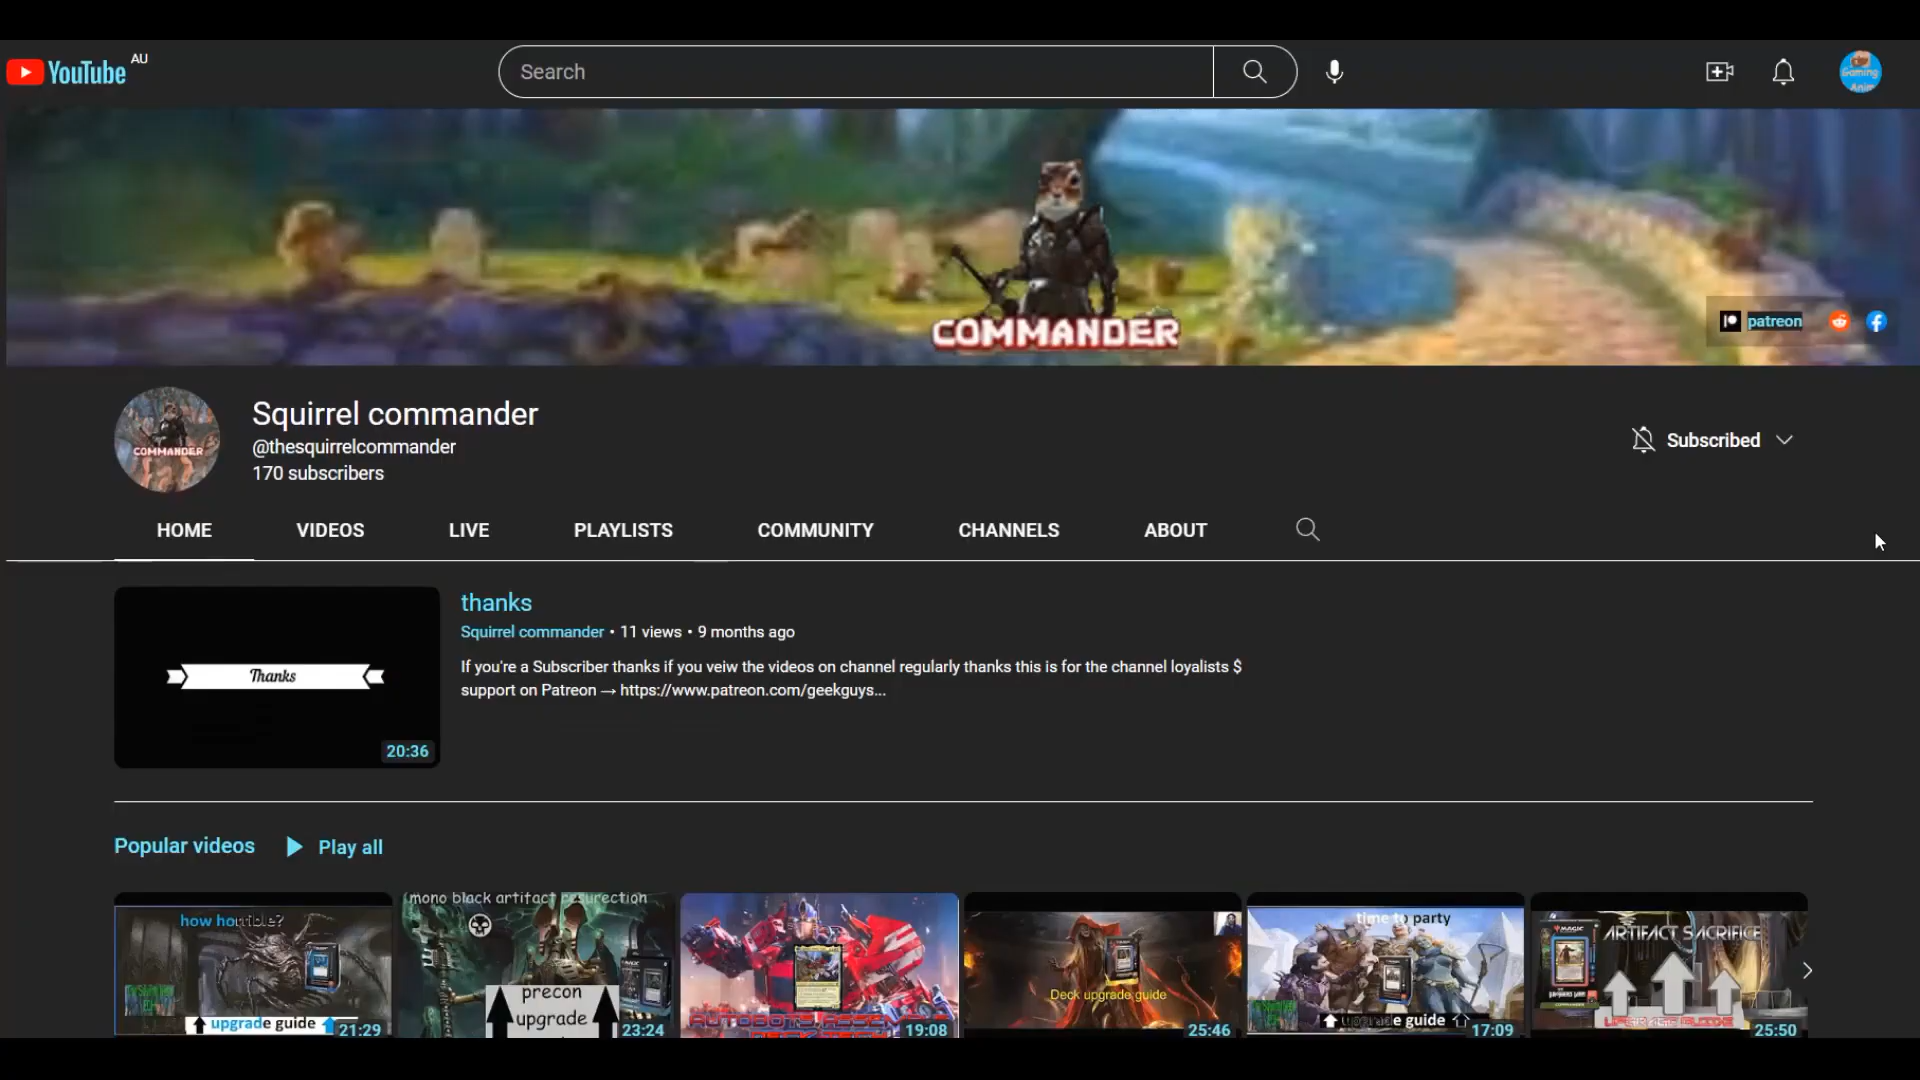 YouTube AU
Search
Gaming
Anim
COMMANDER
patreon
COMMANDER
Squirrel commander
@thesquirrelcommander
170 subscribers
Subscribed
HOME VIDEOS LIVE PLAYLISTS COMMUNITY CHANNELS ABOUT
Thanks
20:36
thanks
Squirrel commander • 11 views • 9 months ago
If you're a Subscriber thanks if you veiw the videos on channel regularly thanks this is for the channel loyalists $
support on Patreon → https://www.patreon.com/geekguys...
Popular videos Play all
how horrible?
upgrade guide
21:29
mono black artifact resurection
precon
upgrade
23:24
19:08
Deck upgrade guide
25:46
time to party
upgrade guide
17:09
MAGIC
ARTIFACT SACRIFICE
25:50